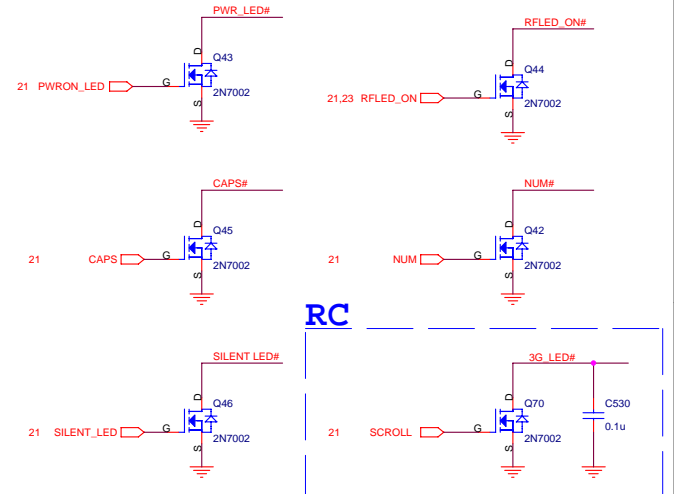 PWR_LED#
D
Q43
21 PWRON_LED
G
2N7002
S
RFLED_ON#
D
Q44
21,23 RFLED_ON
G
2N7002
S
CAPS#
D
Q45
21 CAPS
G
2N7002
S
NUM#
D
Q42
21 NUM
G
2N7002
S
RC
SILENT LED#
D
Q46
21 SILENT_LED
G
2N7002
S
3G_LED#
D
Q70
21 SCROLL
G
2N7002
S
C530
0.1u